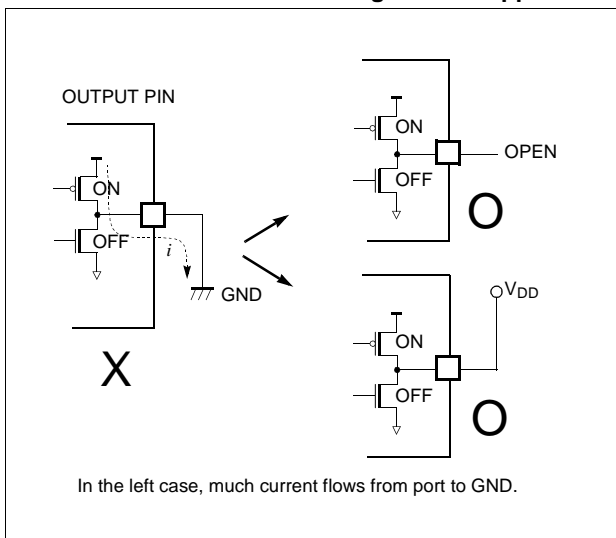 OUTPUT PIN
ON
OFF
i
GND
X
ON
OFF
OPEN
O
VDD
ON
OFF
O
In the left case, much current flows from port to GND.